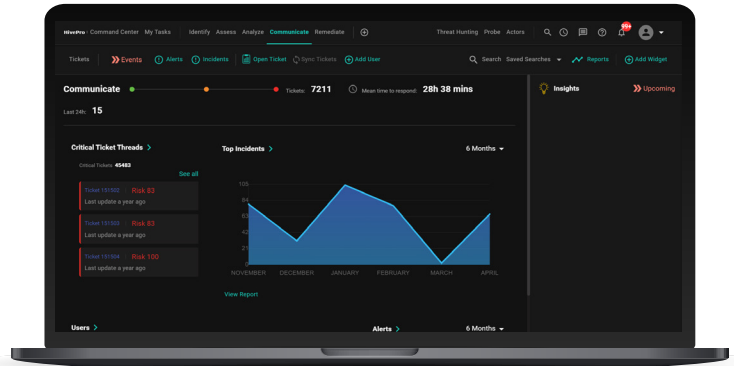 HivePro Command Center My Tasks Identify Assess Analyze Communicate Remediate Threat Hunting Probe Actors 99+
Tickets Events Alerts Incidents Open Ticket Sync Tickets Add User Search Saved Searches Reports Add Widget
Communicate Tickets: 7211 Mean time to respond: 28h 38 mins
Insights Upcoming
Last 24h: 15
Critical Ticket Threads >
Critical Tickets 45483
See all
Ticket 151502 Risk 83
Last update a year ago
Ticket 151503 Risk 83
Last update a year ago
Ticket 151504 Risk 100
Last update a year ago
Top Incidents > 6 Months
105
84
63
42
21
0
NOVEMBER DECEMBER JANUARY FEBRUARY MARCH APRIL
View Report
Users > Alerts > 6 Months